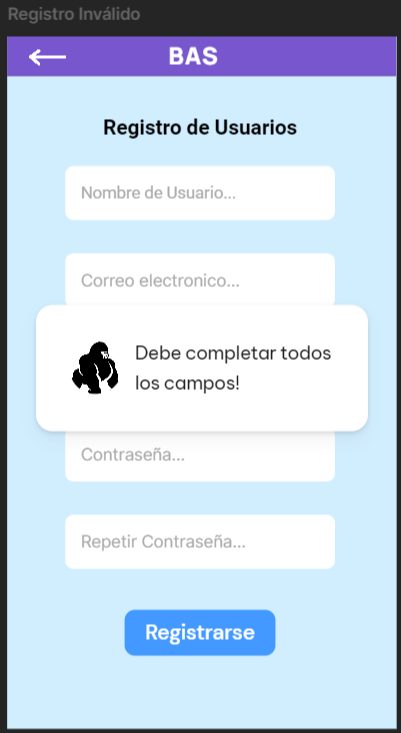 Registro Inválido
BAS
Registro de Usuarios
Nombre de Usuario...
Correo electronico...
Debe completar todos
los campos!
Contraseña...
Repetir Contraseña...
Registrarse